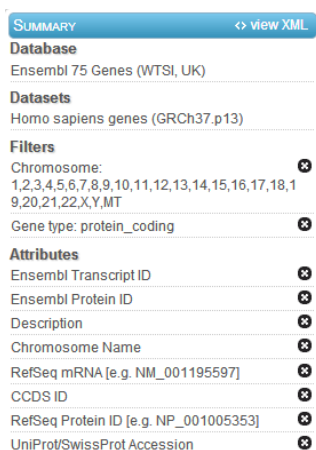 SUMMARY <> view XML
Database
Ensembl 75 Genes (WTSI, UK)
Datasets
Homo sapiens genes (GRCh37.p13)
Filters
Chromosome:
1,2,3,4,5,6,7,8,9,10,11,12,13,14,15,16,17,18,1
9,20,21,22,X,Y,MT
Gene type: protein_coding
Attributes
Ensembl Transcript ID
Ensembl Protein ID
Description
Chromosome Name
RefSeq mRNA [e.g. NM_001195597]
CCDS ID
RefSeq Protein ID [e.g. NP_001005353]
UniProt/SwissProt Accession